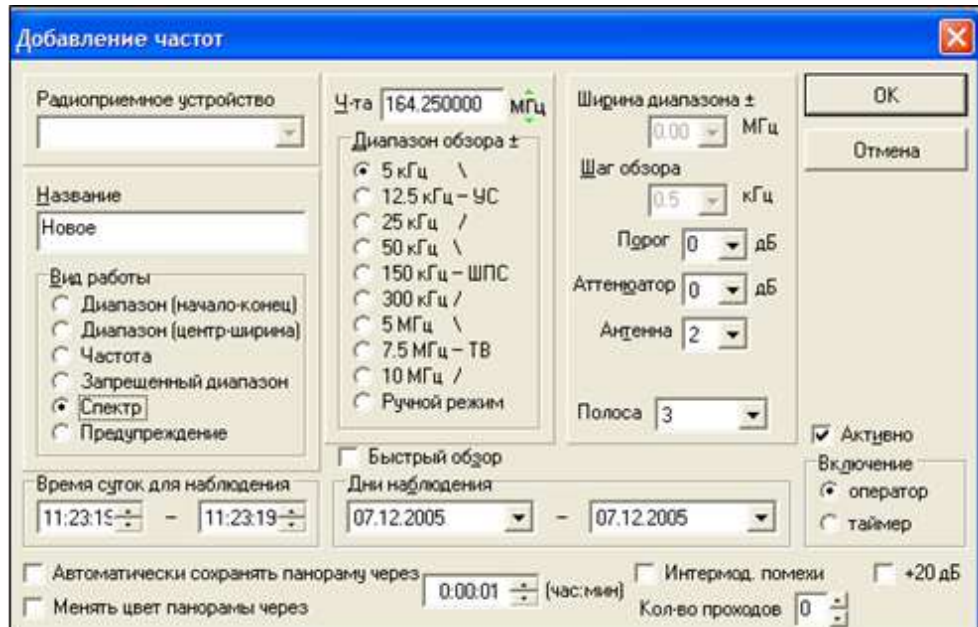 Добавление частот
Радиоприемное устройство
Название
Новое
Вид работы
Диапазон (начало-конец)
Диапазон (центр-ширина)
Частота
Запрещенный диапазон
Спектр
Предупреждение
Ч-та 164.250000 МГц
Диапазон обзора ±
5 кГц \
12.5 кГц – УС
25 кГц /
50 кГц \
150 кГц – ШПС
300 кГц /
5 МГц \
7.5 МГц – ТВ
10 МГц /
Ручной режим
Быстрый обзор
Ширина диапазона ±
0.00 МГц
Шаг обзора
0.5 кГц
Порог 0 дБ
Аттенюатор 0 дБ
Антенна 2
Полоса 3
OK
Отмена
Активно
Включение
оператор
таймер
Время суток для наблюдения
11:23:19 – 11:23:19
Дни наблюдения
07.12.2005 – 07.12.2005
Автоматически сохранять панораму через
Менять цвет панорамы через
0:00:01 (час:мин)
Интермод. помехи
+20 дБ
Кол-во проходов 0